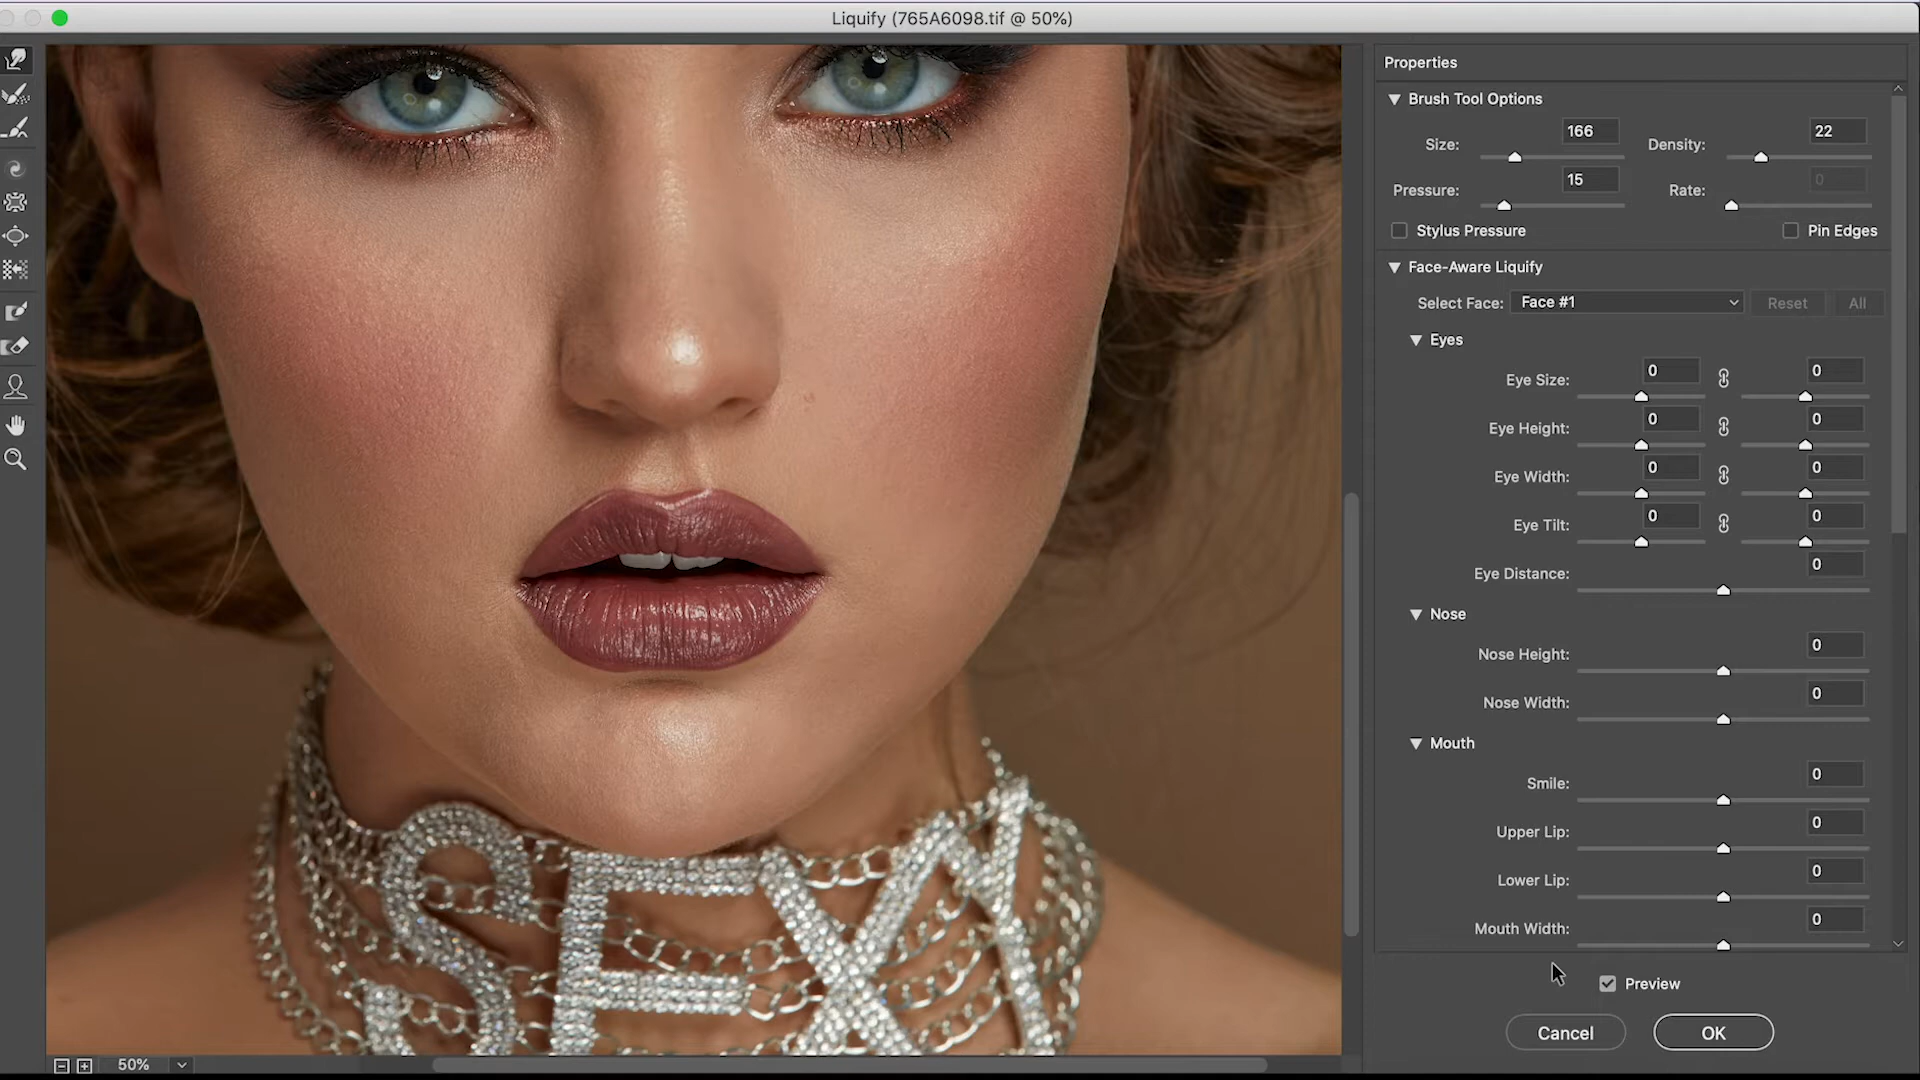 Liquify (765A6098.tif @ 50%)
Properties
Brush Tool Options
Size: 166 Density: 22
Pressure: 15 Rate: 0
Stylus Pressure Pin Edges
Face-Aware Liquify
Select Face: Face #1 Reset All
Eyes
Eye Size: 0 0
Eye Height: 0 0
Eye Width: 0 0
Eye Tilt: 0 0
Eye Distance: 0
Nose
Nose Height: 0
Nose Width: 0
Mouth
Smile: 0
Upper Lip: 0
Lower Lip: 0
Mouth Width: 0
Preview
Cancel OK
50%
SEXY